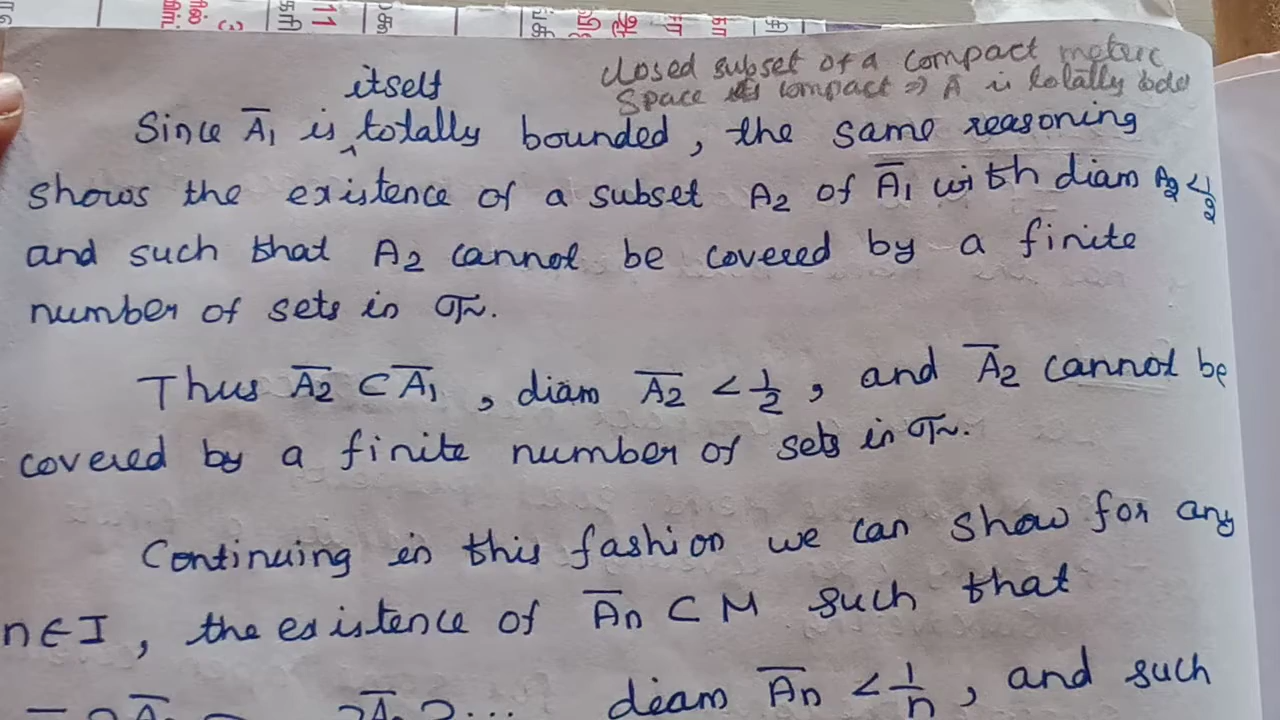 closed subset of a compact metric
space is compact ⇒ A is totally bdd
itself
Since A̅₁ is ‸ totally bounded, the same reasoning
shows the existence of a subset A₂ of A̅₁ with diam A₂ < 1/2
and such that A₂ cannot be covered by a finite
number of sets in
Thus A̅₂ ⊂ A̅₁, diam A̅₂ < 1/2, and A̅₂ cannot be
covered by a finite number of sets in
Continuing in this fashion we can show for any
n ∈ I, the existence of A̅n ⊂ M such that
diam A̅n < 1/n, and such